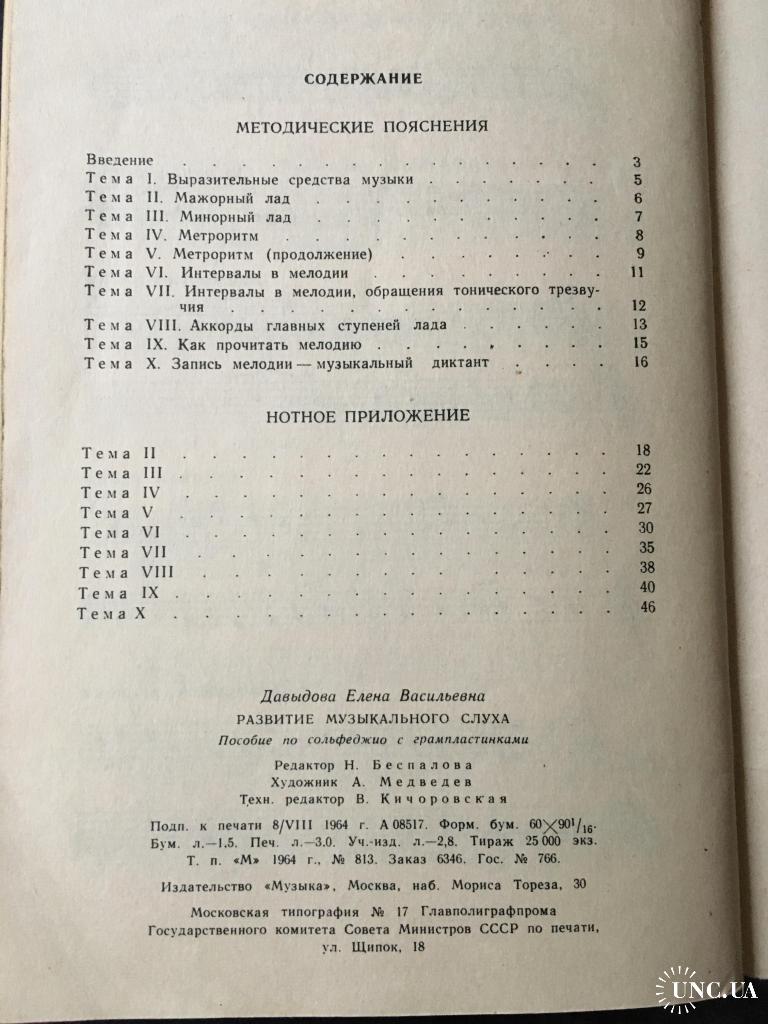 СОДЕРЖАНИЕ
МЕТОДИЧЕСКИЕ ПОЯСНЕНИЯ
Введение . . . . . . . . . . . . . . . 3
Тема I. Выразительные средства музыки . . . . . . . 5
Тема II. Мажорный лад . . . . . . . . . . 6
Тема III. Минорный лад . . . . . . . . . . 7
Тема IV. Метроритм . . . . . . . . . . . 8
Тема V. Метроритм (продолжение) . . . . . . . 9
Тема VI. Интервалы в мелодии . . . . . . . . 11
Тема VII. Интервалы в мелодии, обращения тонического трезву-
чия . . . . . . . . . . . . . . 12
Тема VIII. Аккорды главных ступеней лада . . . . . . 13
Тема IX. Как прочитать мелодию . . . . . . . . 15
Тема X. Запись мелодии — музыкальный диктант . . . . 16
НОТНОЕ ПРИЛОЖЕНИЕ
Тема II . . . . . . . . . . . . . . . 18
Тема III . . . . . . . . . . . . . . . 22
Тема IV . . . . . . . . . . . . . . . 26
Тема V . . . . . . . . . . . . . . . 27
Тема VI . . . . . . . . . . . . . . . 30
Тема VII . . . . . . . . . . . . . . . 35
Тема VIII . . . . . . . . . . . . . . 38
Тема IX . . . . . . . . . . . . . . . 40
Тема X . . . . . . . . . . . . . . . 46
Давыдова Елена Васильевна
РАЗВИТИЕ МУЗЫКАЛЬНОГО СЛУХА
Пособие по сольфеджио с грампластинками
Редактор Н. Беспалова
Художник А. Медведев
Техн. редактор В. Кичоровская
Подп. к печати 8/VIII 1964 г. А 08517. Форм. бум. 60×90¹/₁₆.
Бум. л.—1,5. Печ. л.—3,0. Уч.-изд. л.—2,8. Тираж 25 000 экз.
Т. п. «М» 1964 г., № 813. Заказ 6346. Гос. № 766.
Издательство «Музыка», Москва, наб. Мориса Тореза, 30
Московская типография № 17 Главполиграфпрома
Государственного комитета Совета Министров СССР по печати,
ул. Щипок, 18
UNC.UA